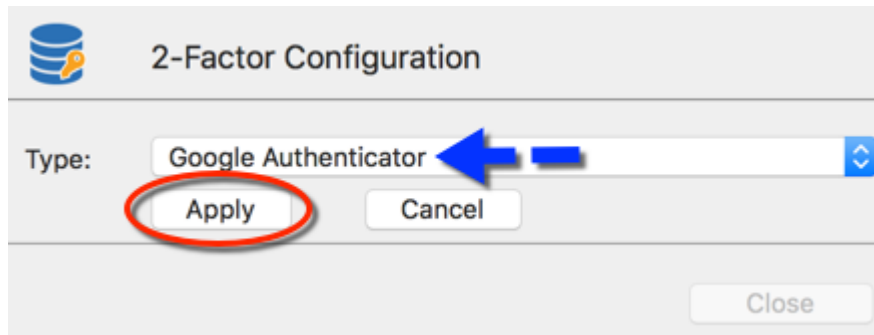 2-Factor Configuration
Type: Google Authenticator
Apply Cancel
Close